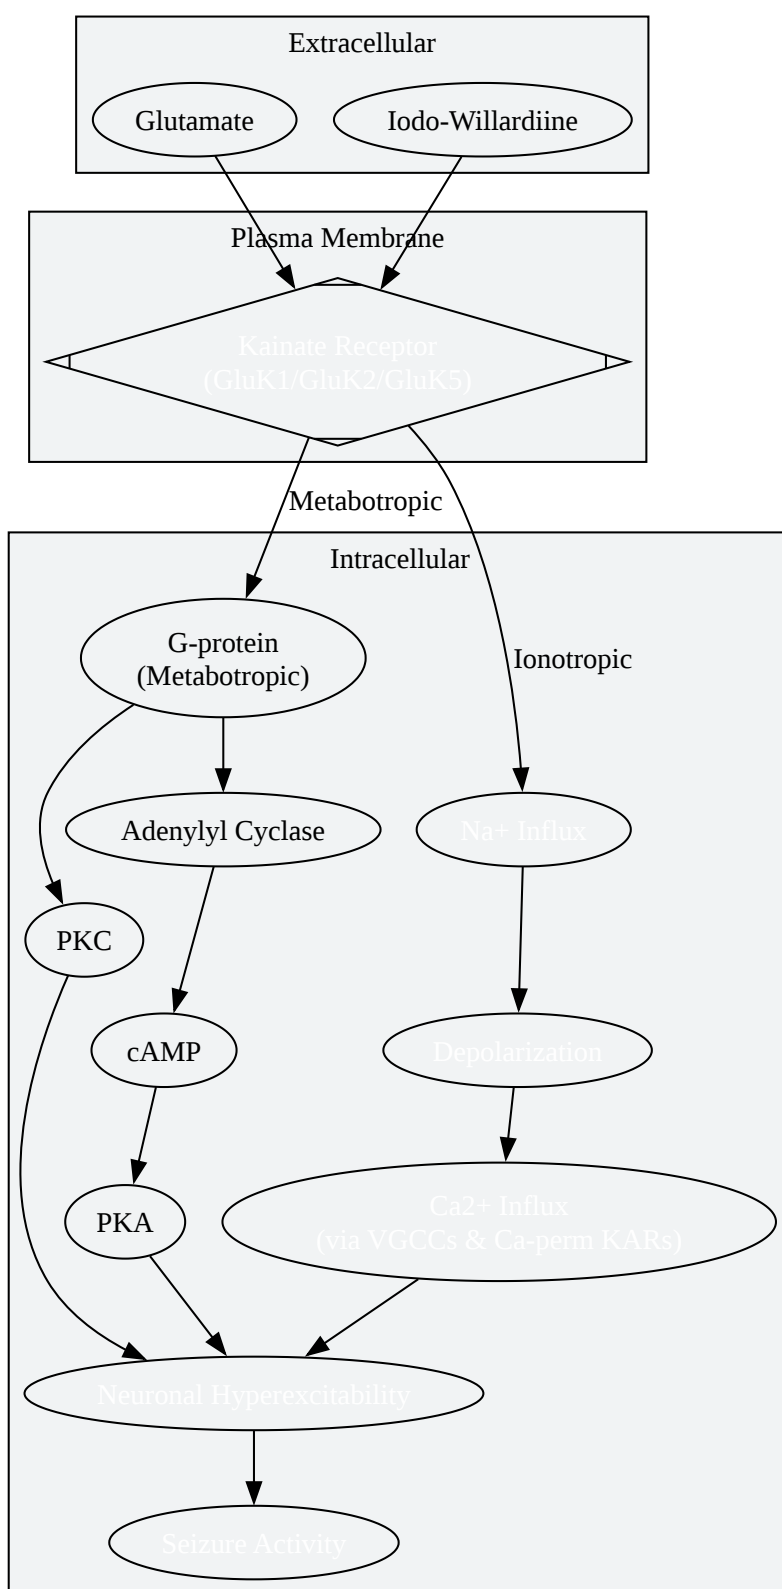 Extracellular
Glutamate
Iodo-Willardiine
Plasma Membrane
Kainate Receptor
(GluK1/GluK2/GluK5)
Metabotropic
Intracellular
G-protein
(Metabotropic)
Ionotropic
Adenylyl Cyclase
Na+ Influx
PKC
cAMP
Depolarization
PKA
Ca2+ Influx
(via VGCCs & Ca-perm KARs)
Neuronal Hyperexcitability
Seizure Activity